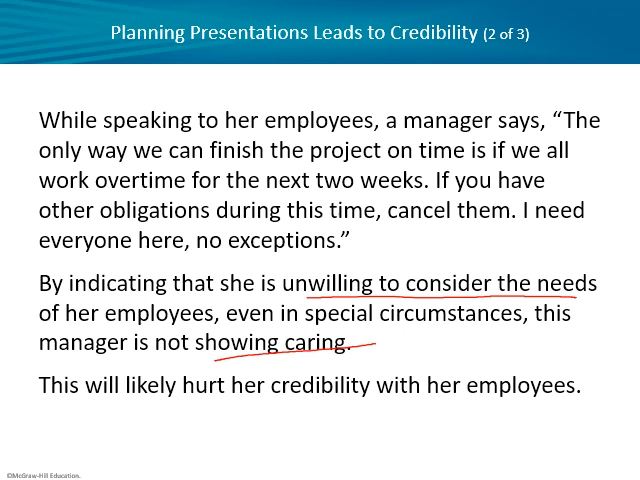 Planning Presentations Leads to Credibility (2 of 3)
While speaking to her employees, a manager says, “The
only way we can finish the project on time is if we all
work overtime for the next two weeks. If you have
other obligations during this time, cancel them. I need
everyone here, no exceptions.”
By indicating that she is unwilling to consider the needs
of her employees, even in special circumstances, this
manager is not showing caring.
This will likely hurt her credibility with her employees.
©McGraw-Hill Education.